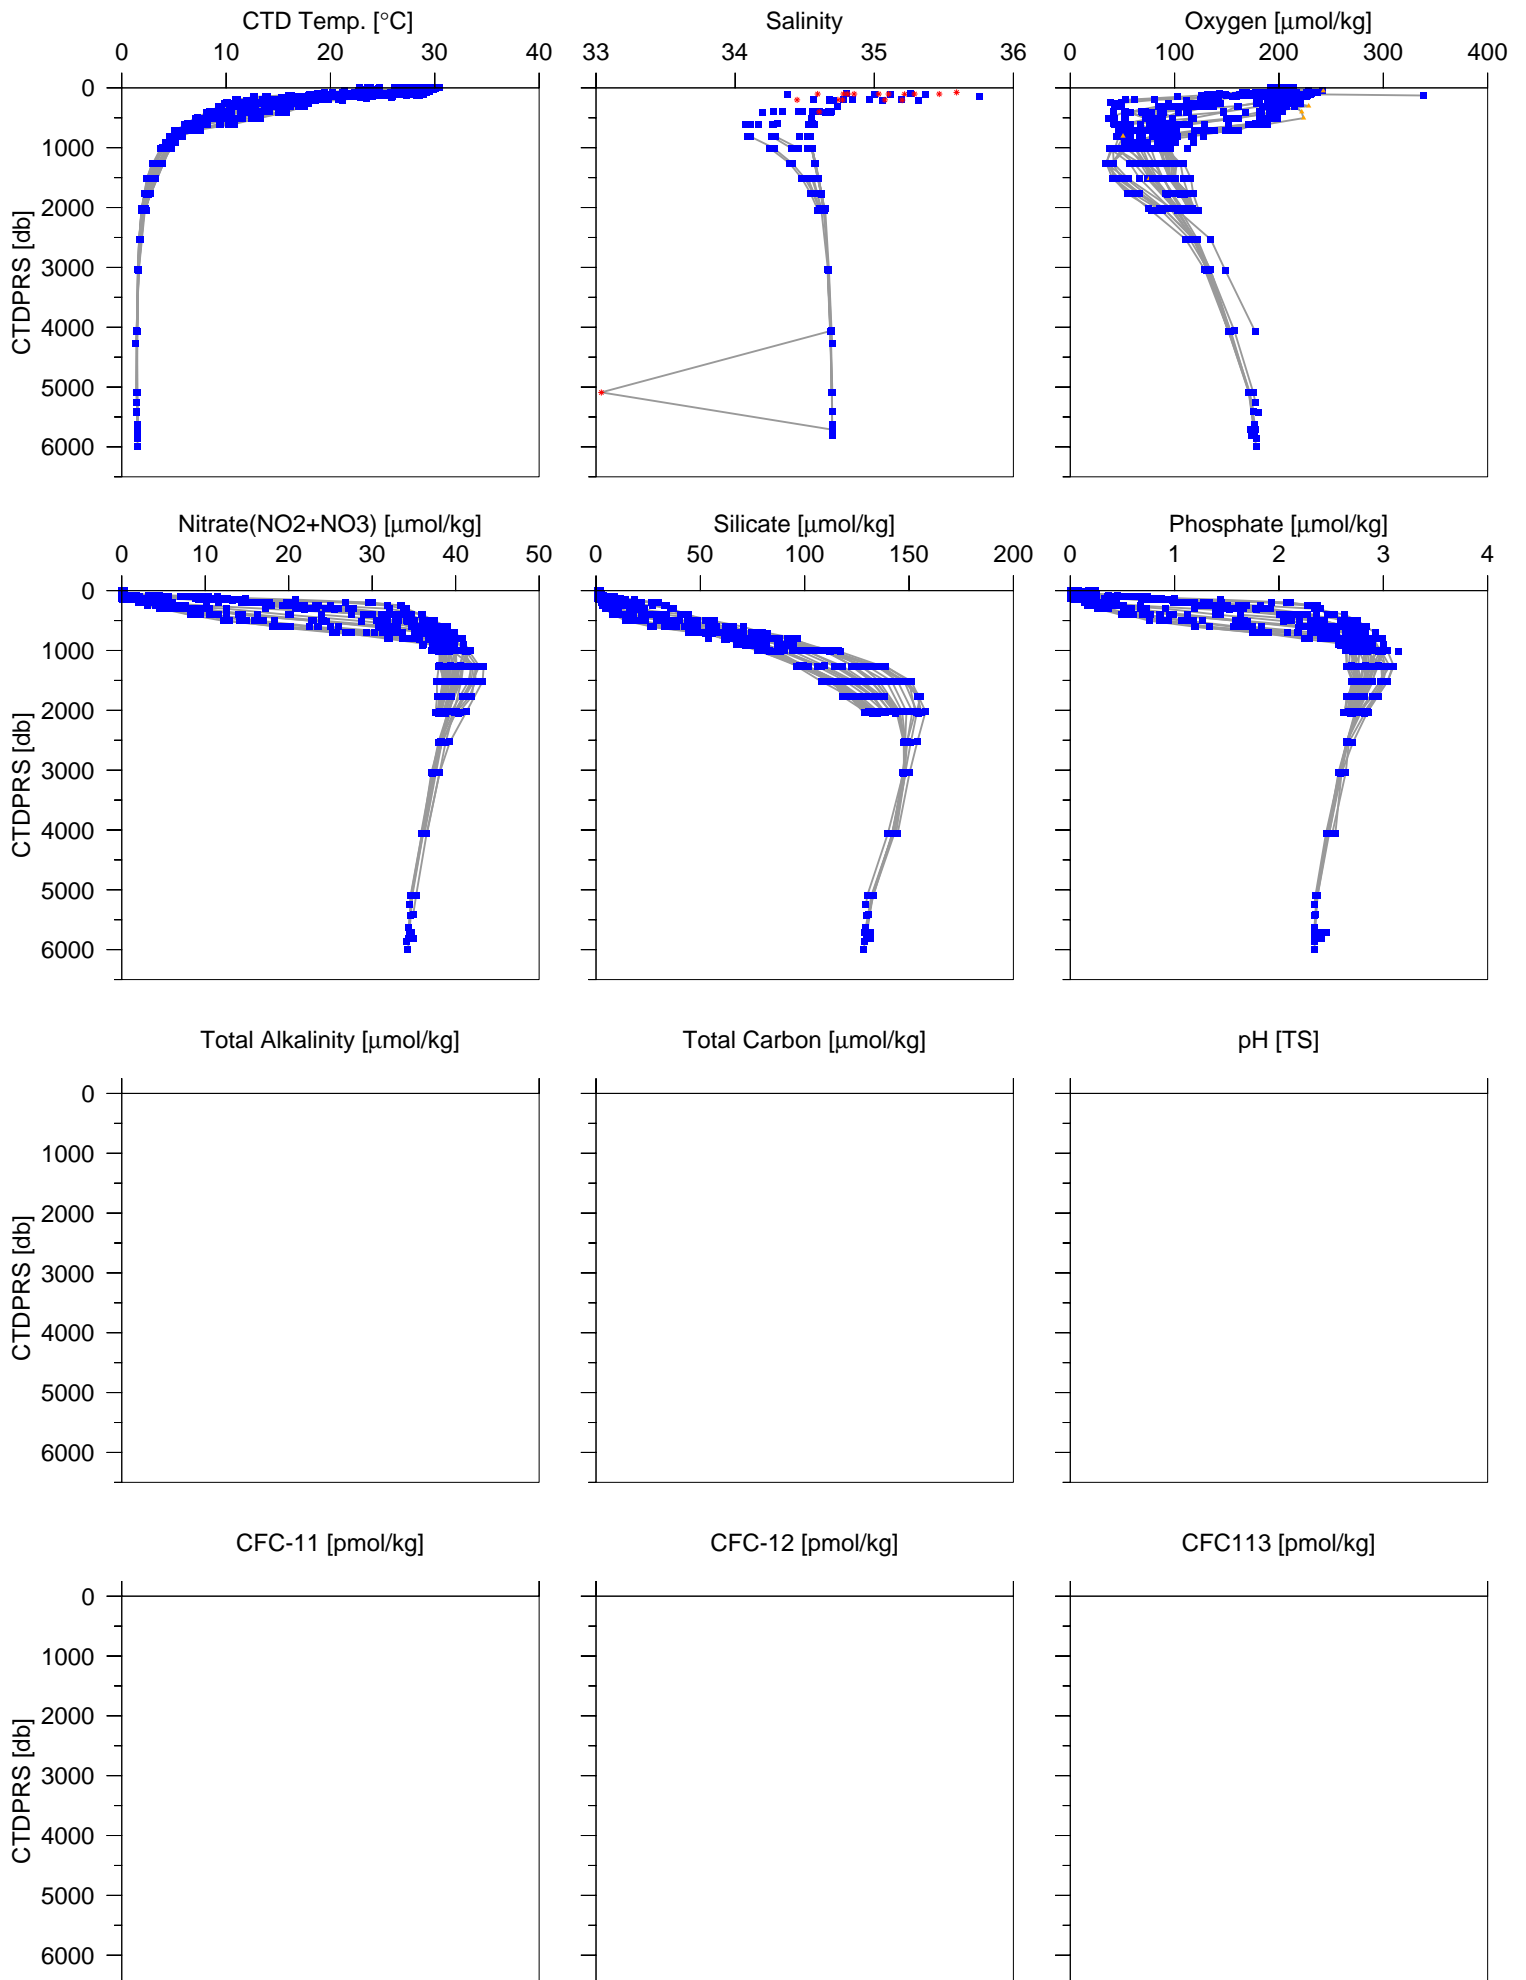 CTD Temp. [°C] Salinity Oxygen [µmol/kg]
0 10 20 30 40 33 34 35 36 0 100 200 300 400
0
1000
2000
3000
4000
5000
6000
CTDPRS [db]
Nitrate(NO2+NO3) [µmol/kg] Silicate [µmol/kg] Phosphate [µmol/kg]
0 10 20 30 40 50 0 50 100 150 200 0 1 2 3 4
0
1000
2000
3000
4000
5000
6000
CTDPRS [db]
Total Alkalinity [µmol/kg] Total Carbon [µmol/kg] pH [TS]
0
1000
2000
3000
4000
5000
6000
CTDPRS [db]
CFC-11 [pmol/kg] CFC-12 [pmol/kg] CFC113 [pmol/kg]
0
1000
2000
3000
4000
5000
6000
CTDPRS [db]